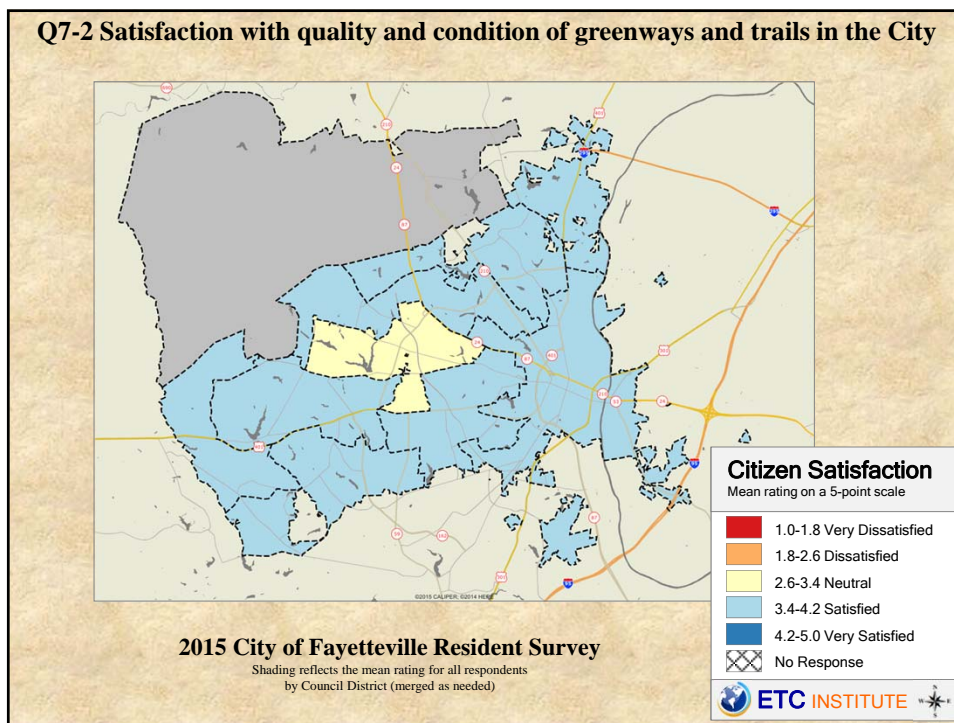 Q7-2 Satisfaction with quality and condition of greenways and trails in the City
©2015 CALIPER; ©2014 HERE
Citizen Satisfaction
Mean rating on a 5-point scale
1.0-1.8 Very Dissatisfied
1.8-2.6 Dissatisfied
2.6-3.4 Neutral
3.4-4.2 Satisfied
4.2-5.0 Very Satisfied
No Response
2015 City of Fayetteville Resident Survey
Shading reflects the mean rating for all respondents
by Council District (merged as needed)
ETC INSTITUTE